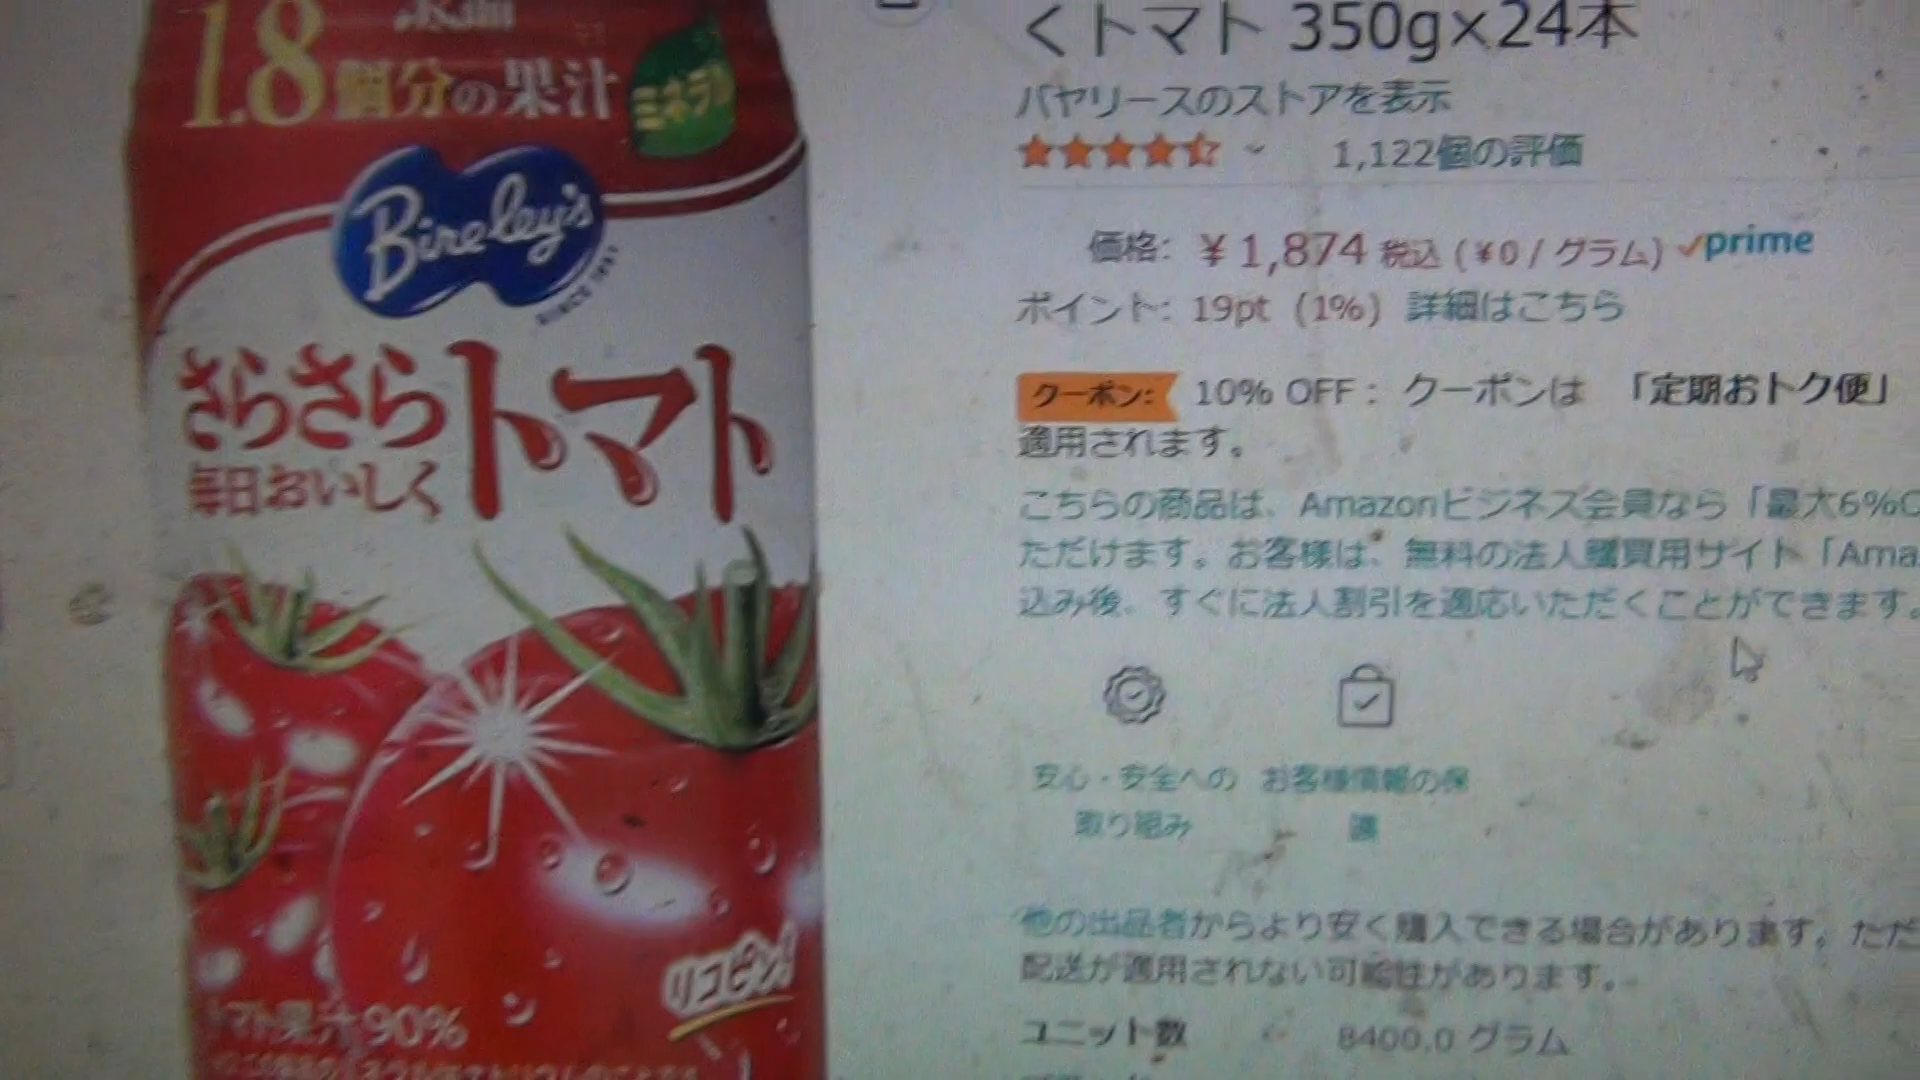 Asahi
1.8個分の果汁
ミネラル
Bireley's
SINCE
さらさら
毎日おいしく
トマト
リコピン
トマト果汁90%
くトマト 350g×24本
バヤリースのストアを表示
1,122個の評価
価格: ￥1,874 税込 (¥0 / グラム) prime
ポイント: 19pt (1%) 詳細はこちら
クーポン: 10% OFF： クーポンは 「定期おトク便」
適用されます。
こちらの商品は、Amazonビジネス会員なら「最大6%O
ただけます。お客様は、無料の法人購買用サイト「Ama
込み後、すぐに法人割引を適応いただくことができます。
安心・安全への
取り組み
お客様情報の保
護
他の出品者からより安く購入できる場合があります。ただ
配送が適用されない可能性があります。
ユニット数 8400.0 グラム